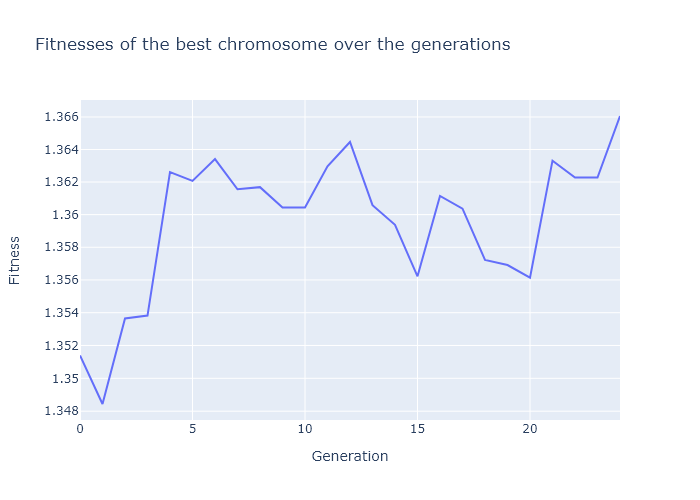 Fitnesses of the best chromosome over the generations
1.366
1.364
1.362
1.36
1.358
1.356
1.354
1.352
1.35
1.348
Fitness
0 5 10 15 20
Generation